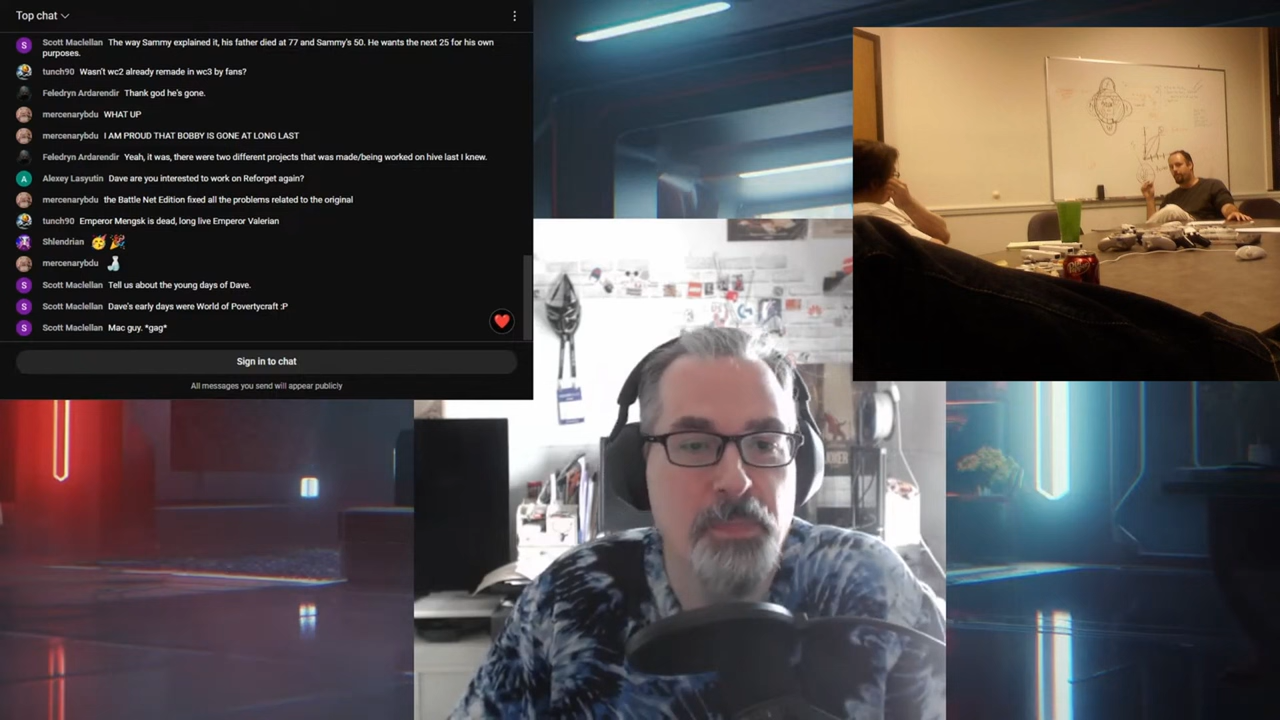 Top chat
Scott Maclellan The way Sammy explained it, his father died at 77 and Sammy's 50. He wants the next 25 for his own
purposes.
tunch90 Wasn't wc2 already remade in wc3 by fans?
Feledryn Ardarendir Thank god he's gone.
mercenarybdu WHAT UP
mercenarybdu I AM PROUD THAT BOBBY IS GONE AT LONG LAST
Feledryn Ardarendir Yeah, it was, there were two different projects that was made/being worked on hive last I knew.
Alexey Lasyutin Dave are you interested to work on Reforget again?
mercenarybdu the Battle Net Edition fixed all the problems related to the original
tunch90 Emperor Mengsk is dead, long live Emperor Valerian
Shlendrian 🥳 🎉
mercenarybdu 🍶
Scott Maclellan Tell us about the young days of Dave.
Scott Maclellan Dave's early days were World of Povertycraft :P
Scott Maclellan Mac guy. *gag*
Sign in to chat
All messages you send will appear publicly